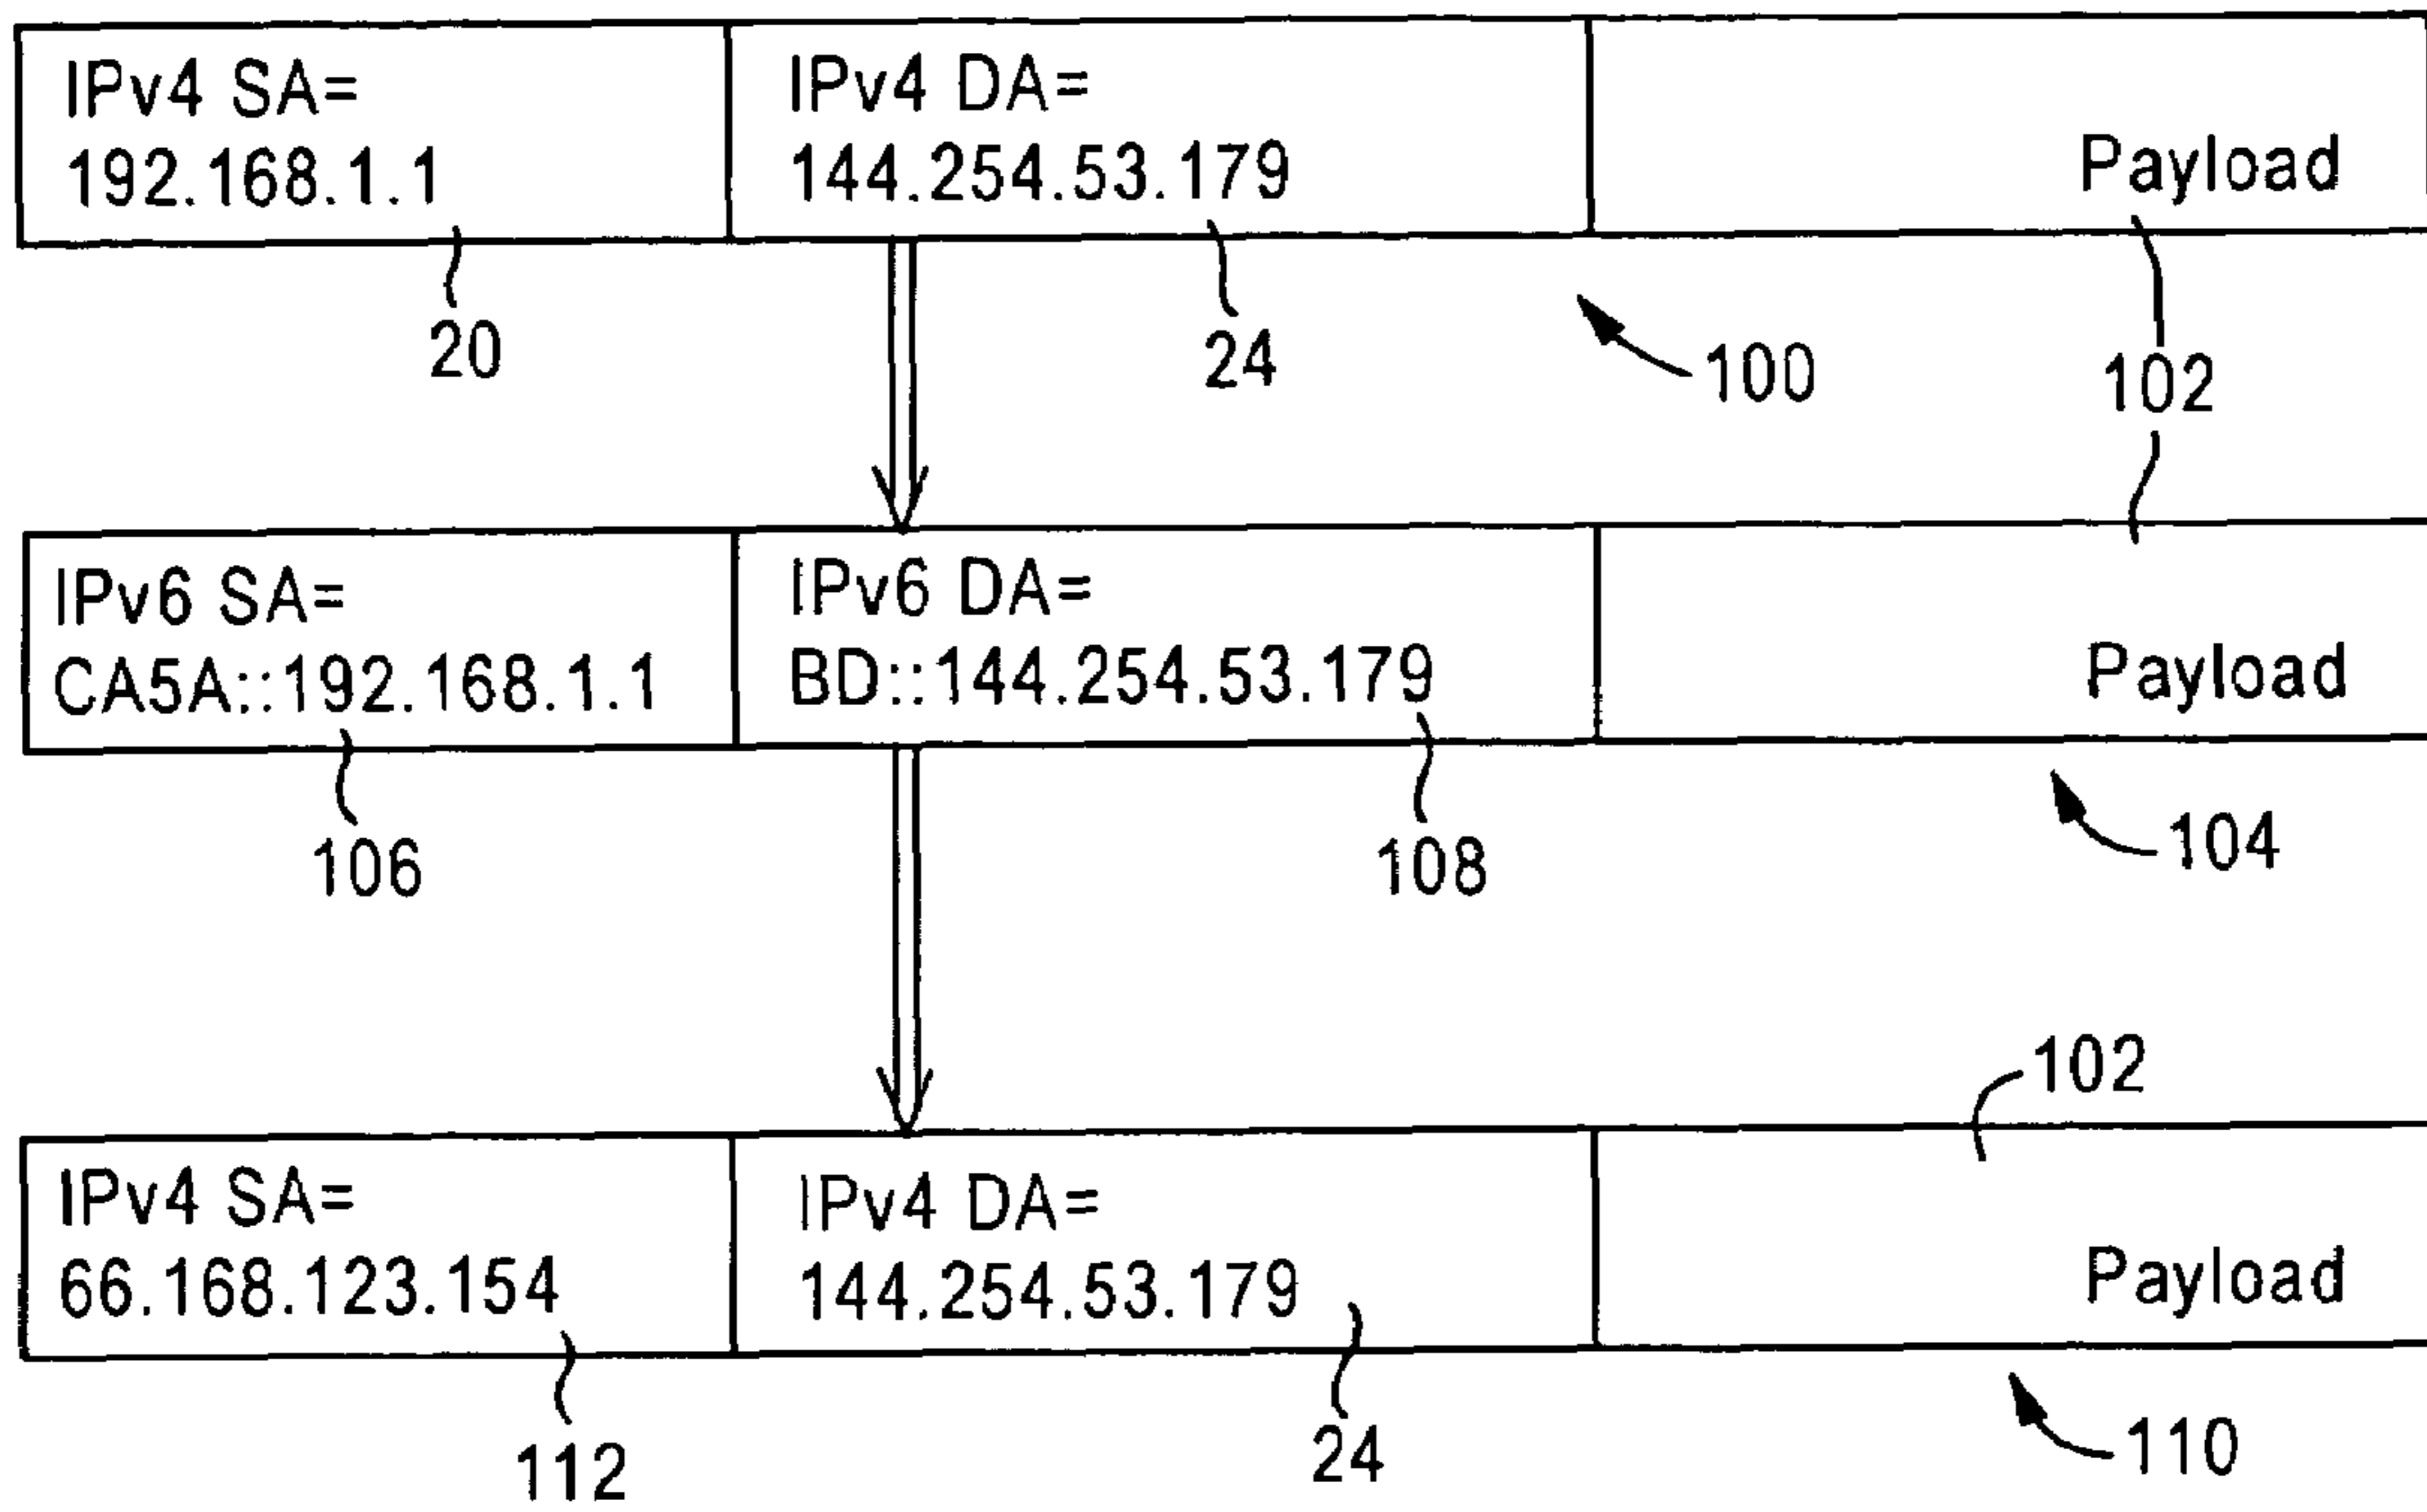 IPv4 SA=
192.168.1.1
IPv4 DA=
144.254.53.179
Payload
20
24
100
102
IPv6 SA=
CA5A::192.168.1.1
IPv6 DA=
BD::144.254.53.179
Payload
106
108
104
102
IPv4 SA=
66.168.123.154
IPv4 DA=
144.254.53.179
Payload
112
24
110